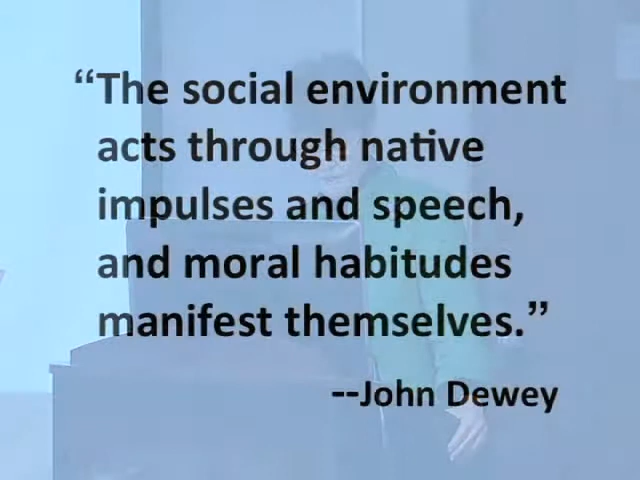 “The social environment
acts through native
impulses and speech,
and moral habitudes
manifest themselves.”
--John Dewey